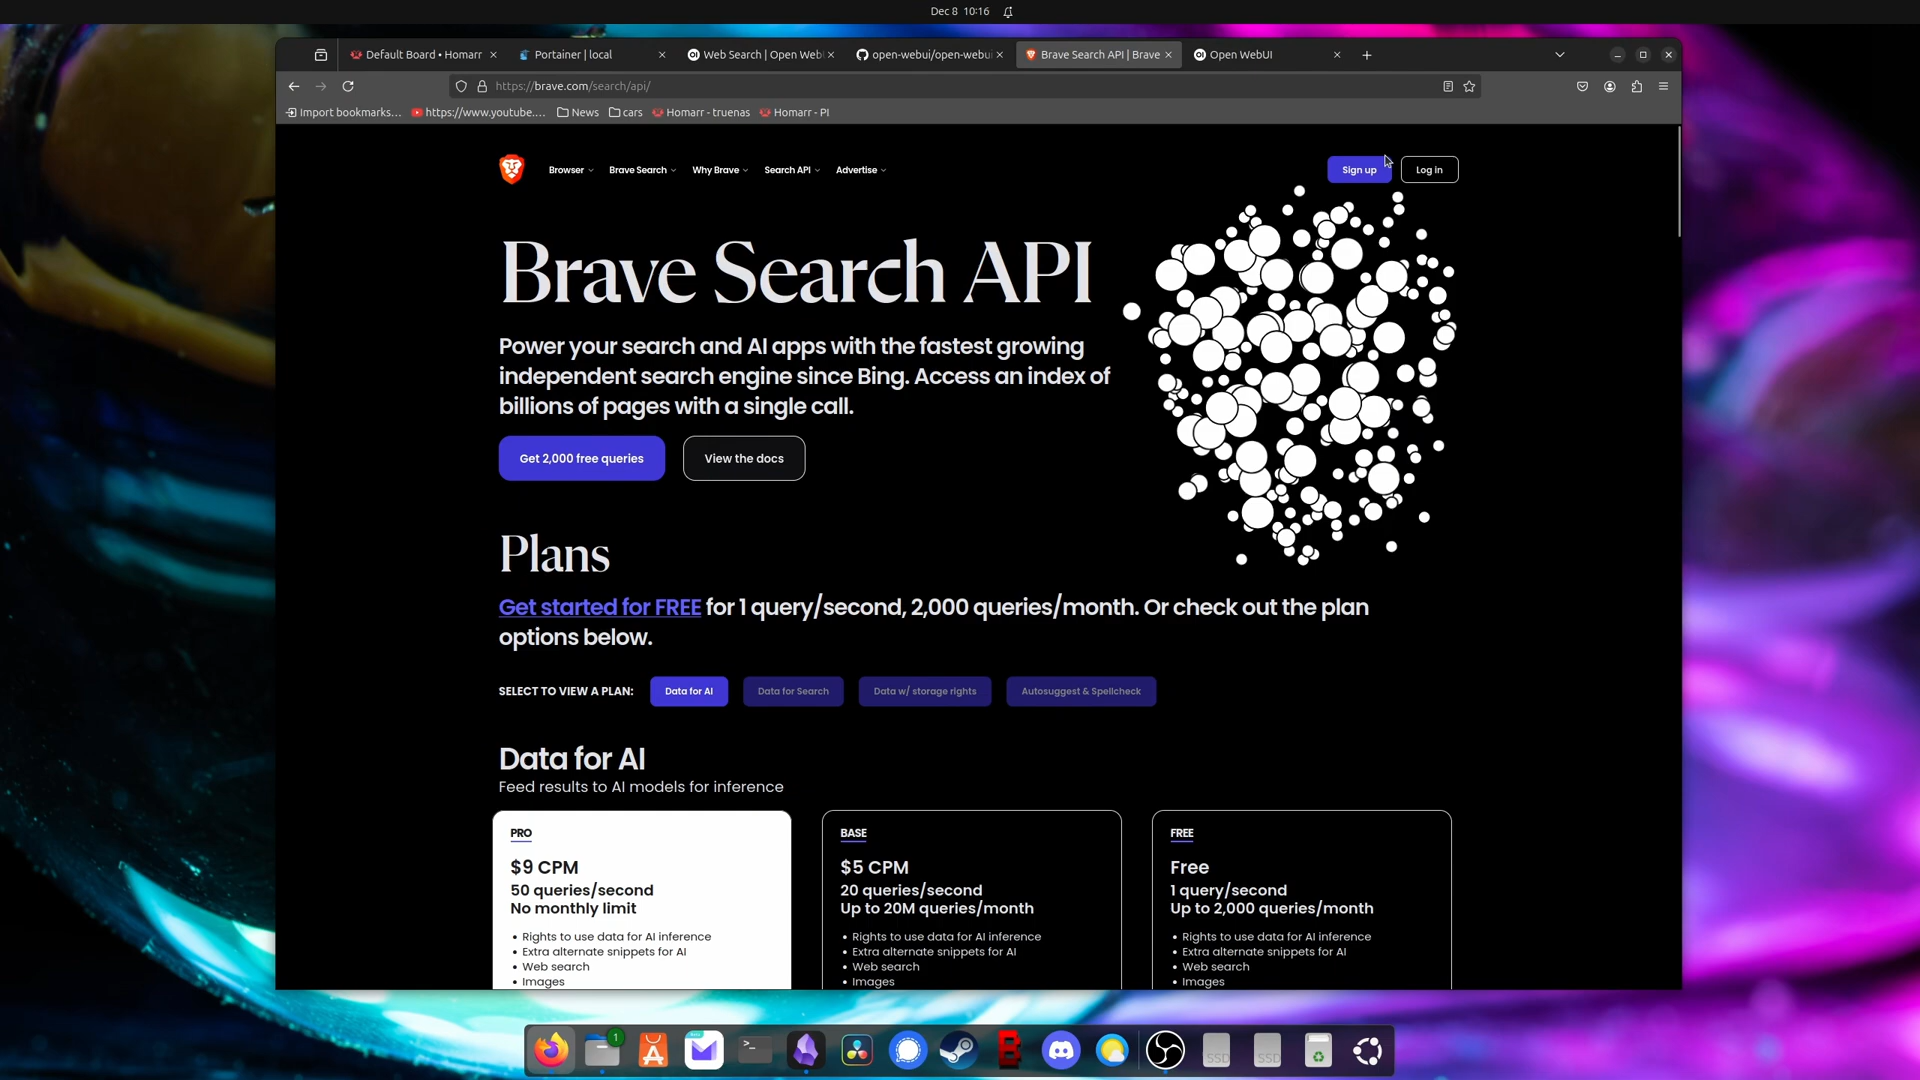 Dec 8 10:16
Default Board • Homarr
Portainer | local
Web Search | Open Web
open-webui/open-webui
Brave Search API | Brave
Open WebUI
https://brave.com/search/api/
Import bookmarks...
https://www.youtube....
News
cars
Homarr - truenas
Homarr - PI
Browser
Brave Search
Why Brave
Search API
Advertise
Sign up
Log in
Brave Search API
Power your search and AI apps with the fastest growing
independent search engine since Bing. Access an index of
billions of pages with a single call.
Get 2,000 free queries
View the docs
Plans
Get started for FREE for 1 query/second, 2,000 queries/month. Or check out the plan
options below.
SELECT TO VIEW A PLAN:
Data for AI
Data for Search
Data w/ storage rights
Autosuggest & Spellcheck
Data for AI
Feed results to AI models for inference
PRO
$9 CPM
50 queries/second
No monthly limit
• Rights to use data for AI inference
• Extra alternate snippets for AI
• Web search
• Images
BASE
$5 CPM
20 queries/second
Up to 20M queries/month
• Rights to use data for AI inference
• Extra alternate snippets for AI
• Web search
• Images
FREE
Free
1 query/second
Up to 2,000 queries/month
• Rights to use data for AI inference
• Extra alternate snippets for AI
• Web search
• Images
1
SSD
SSD